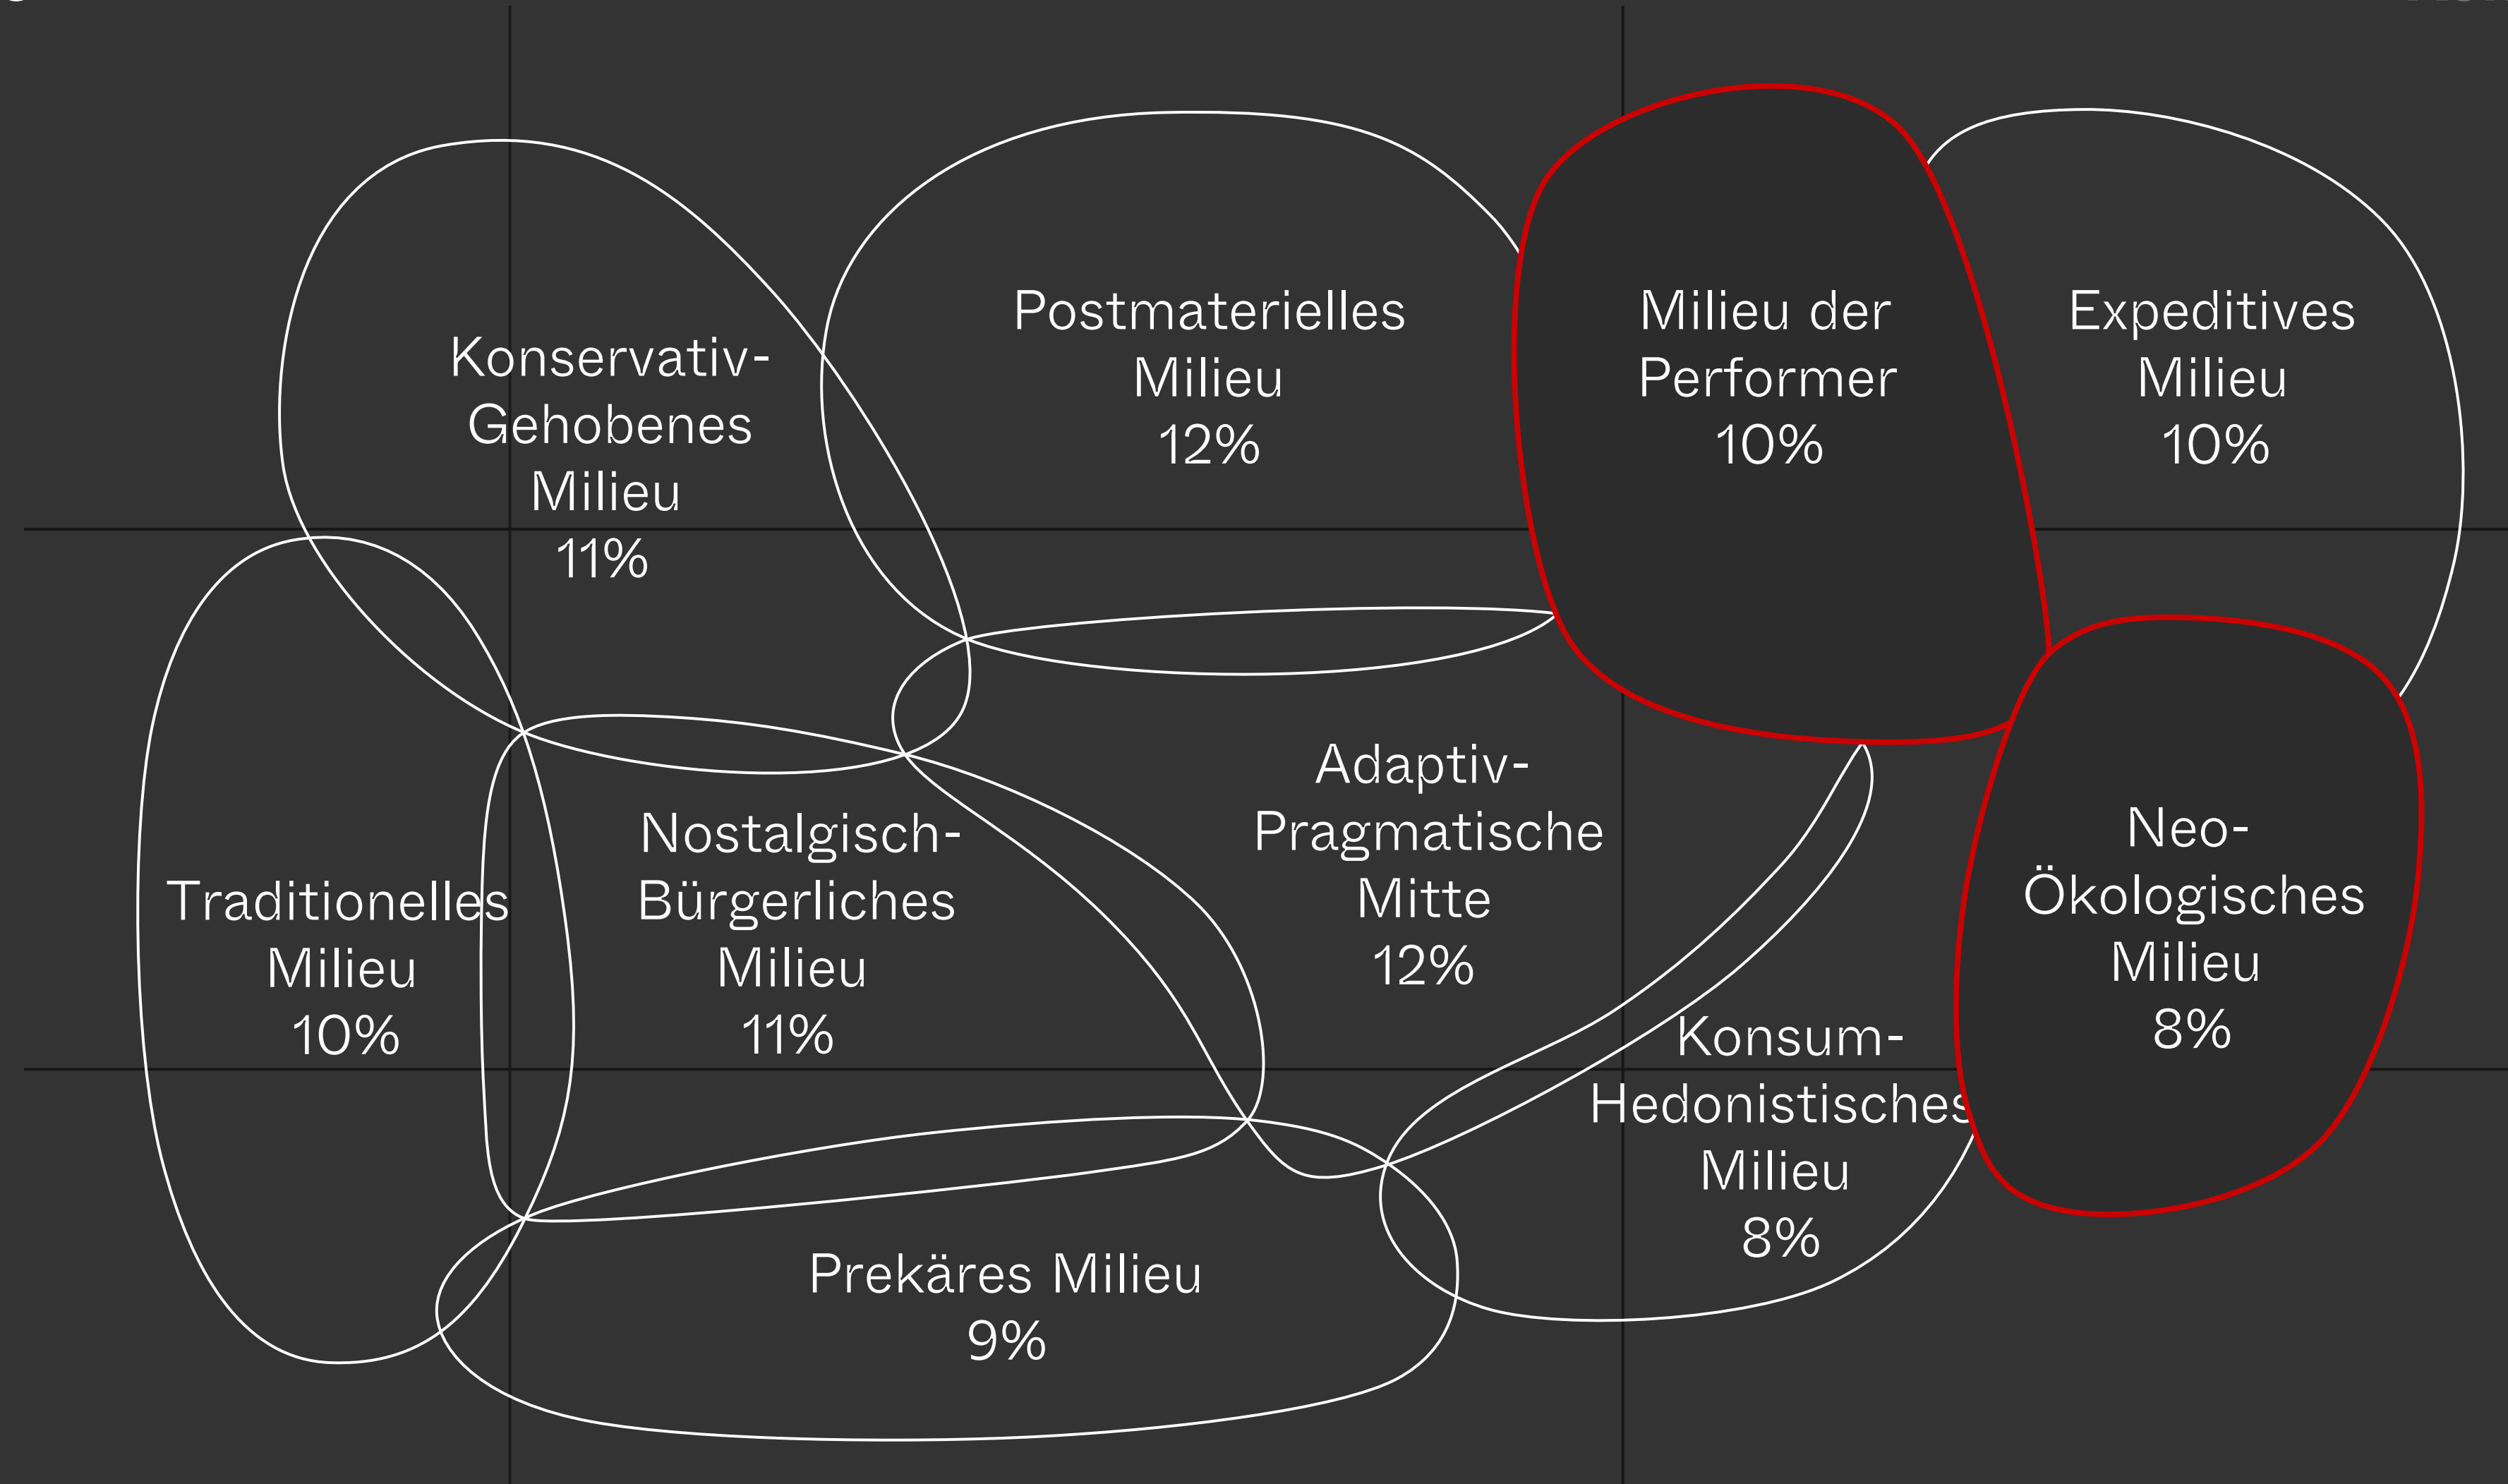 Konservativ-
Gehobenes
Milieu
11%
Postmaterielles
Milieu
12%
Milieu der
Performer
10%
Expeditives
Milieu
10%
Traditionelles
Milieu
10%
Nostalgisch-
Bürgerliches
Milieu
11%
Adaptiv-
Pragmatische
Mitte
12%
Neo-
Ökologisches
Milieu
8%
Konsum-
Hedonistisches
Milieu
8%
Prekäres Milieu
9%